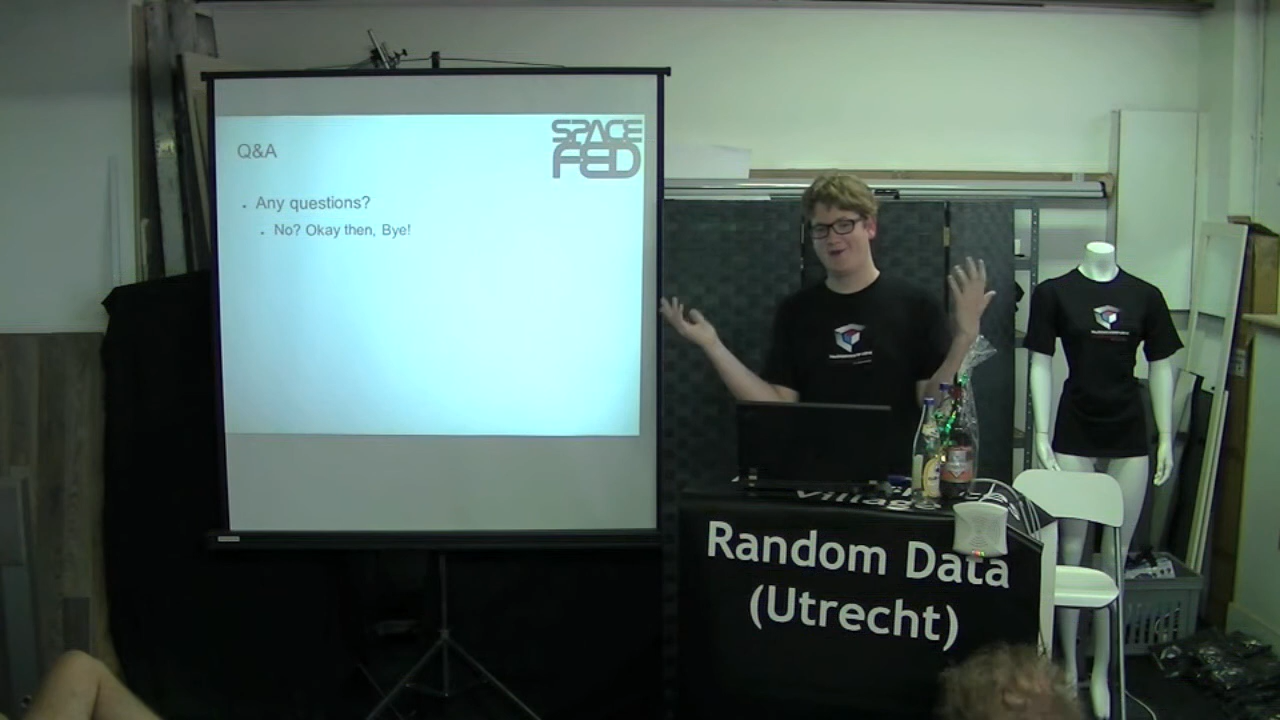 SPACE
FED
Q&A
Any questions?
No? Okay then, Bye!
Random Data
(Utrecht)